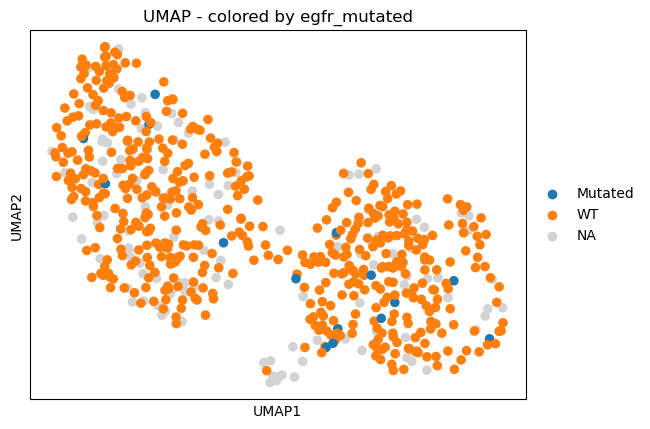 UMAP - colored by egfr_mutated
UMAP2
Mutated
WT
NA
UMAP1